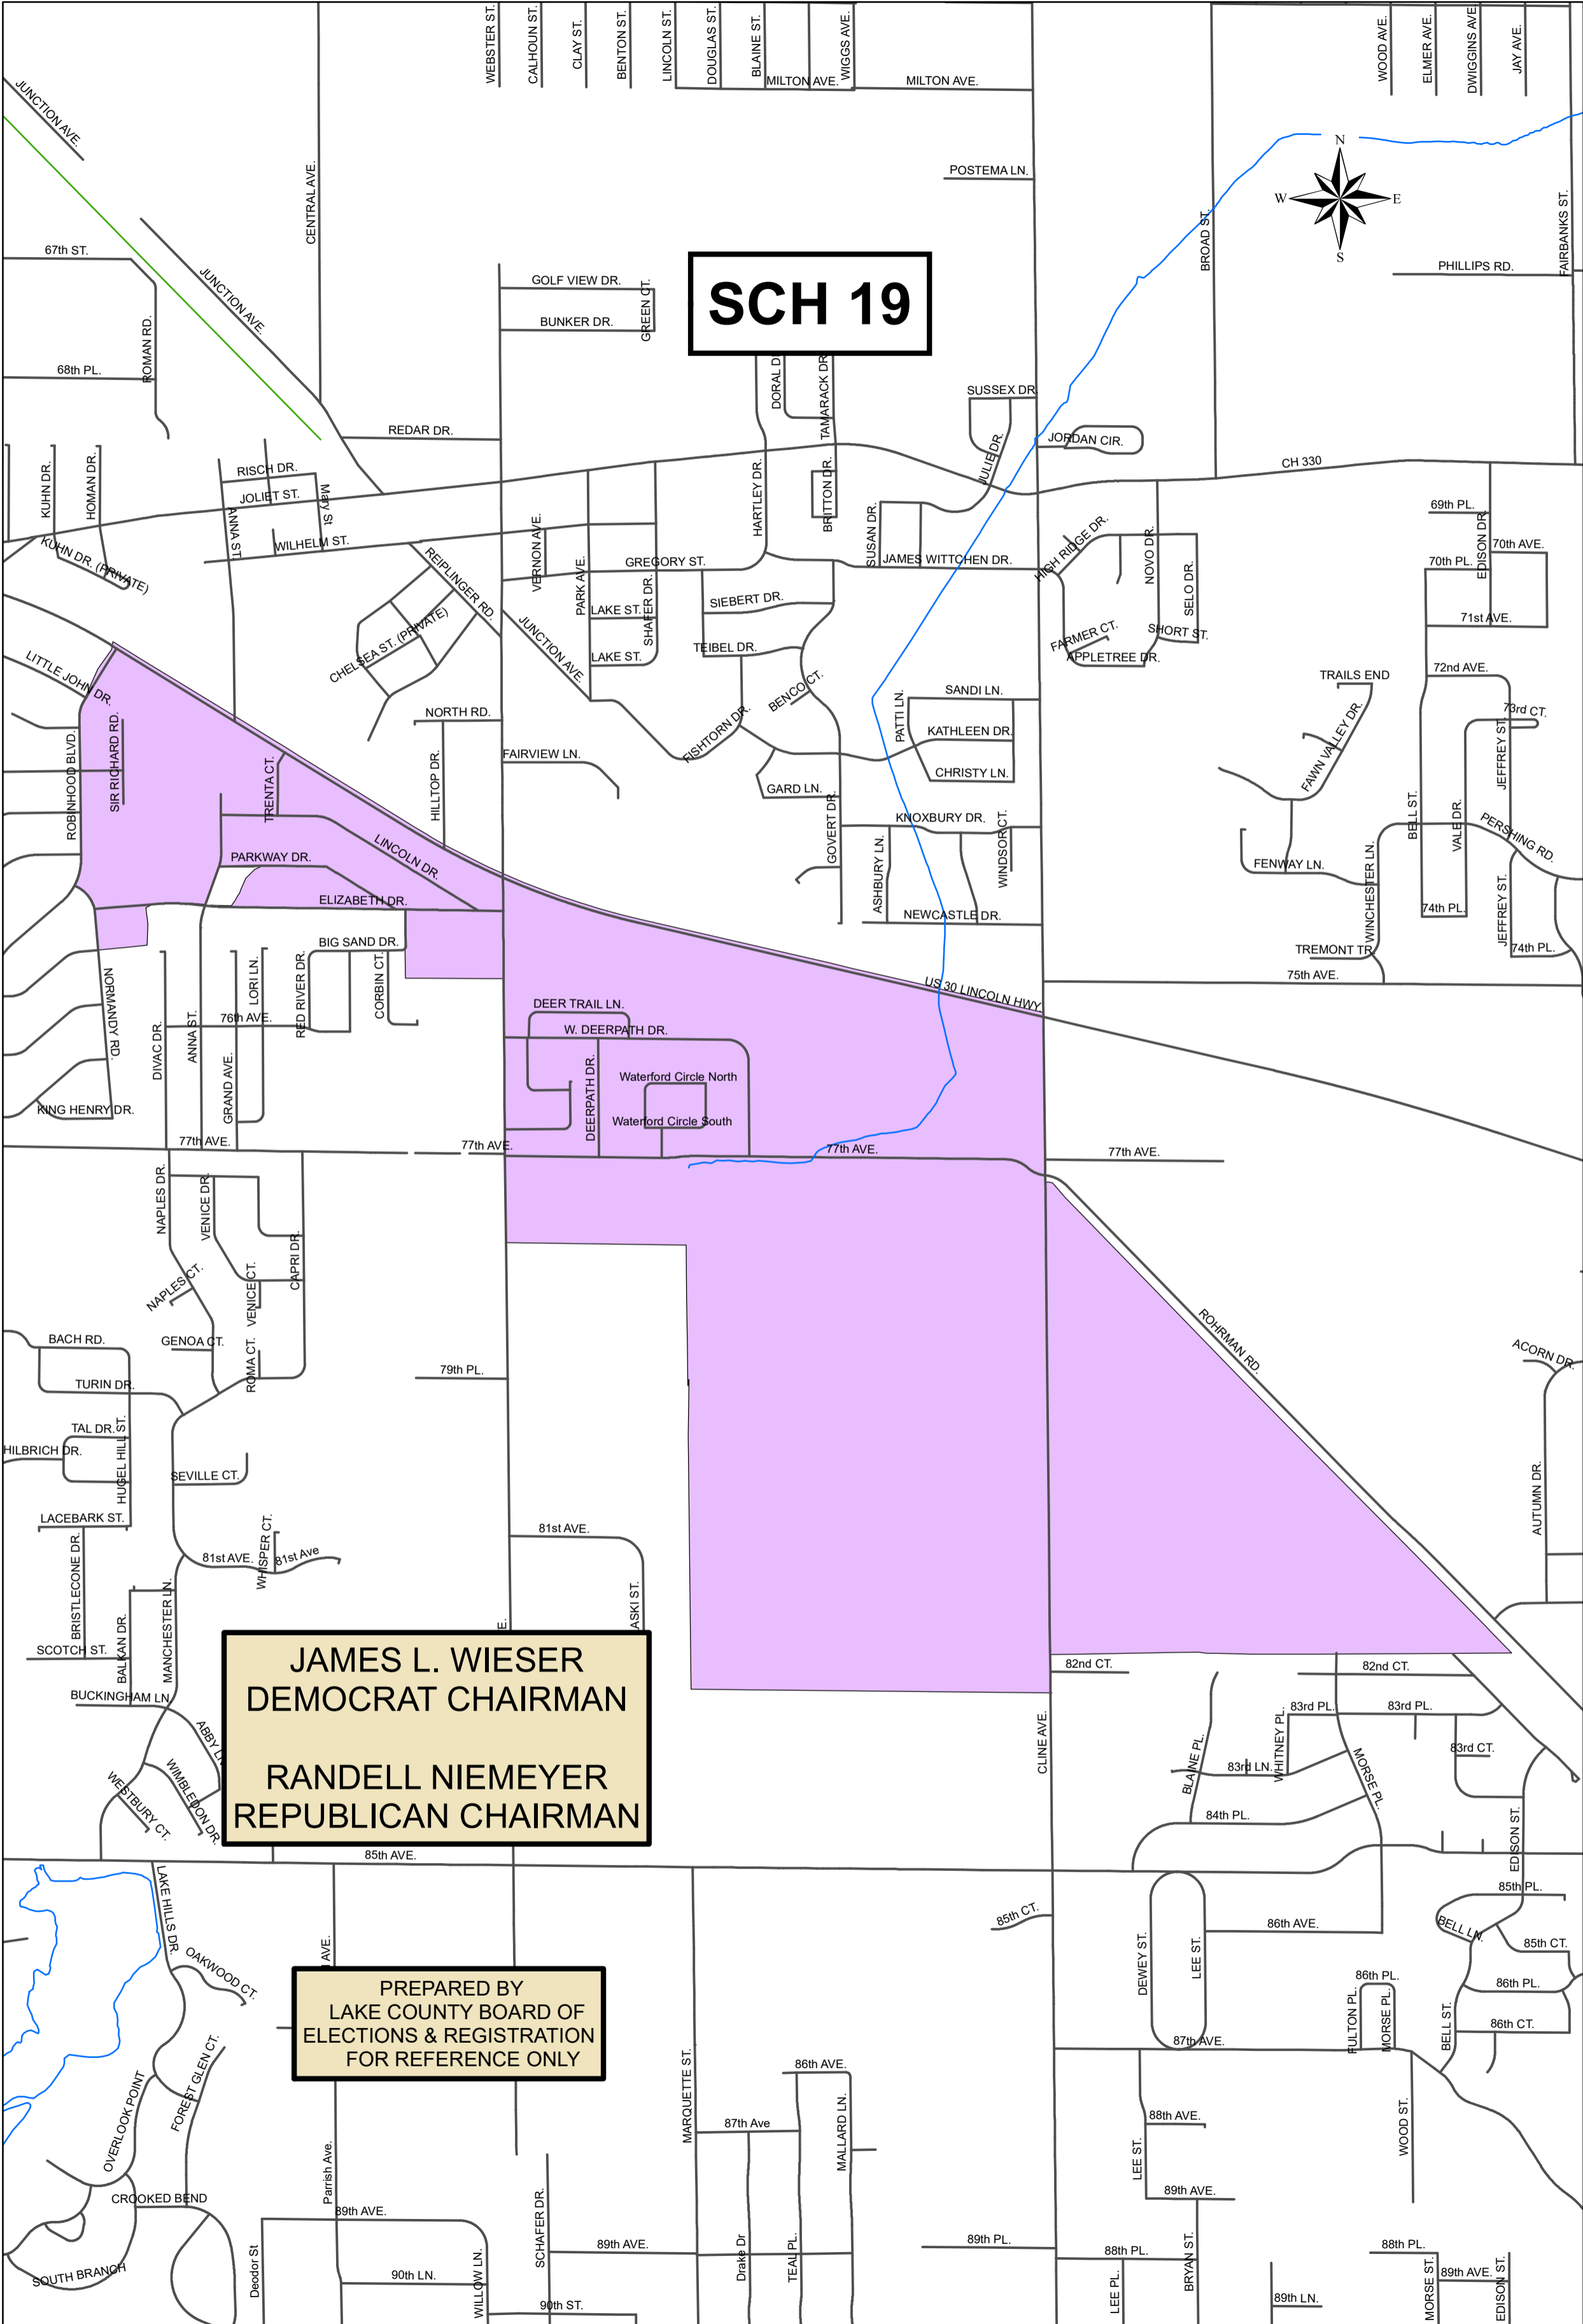 WEBSTER ST.
CALHOUN ST.
CLAY ST.
BENTON ST.
LINCOLN ST.
DOUGLAS ST.
BLAINE ST.
WIGGS AVE.
WOOD AVE.
ELMER AVE.
DWIGGINS AVE.
JAY AVE.
MILTON AVE.
MILTON AVE.
JUNCTION AVE.
CENTRAL AVE.
POSTEMA LN.
BROAD ST.
N
W
E
S
FAIRBANKS ST.
67th ST.
JUNCTION AVE.
GOLF VIEW DR.
GREEN CT.
BUNKER DR.
SCH 19
PHILLIPS RD.
ROMAN RD.
68th PL.
DORAL D
TAMARACK DR.
SUSSEX DR.
REDAR DR.
JULIE DR.
JORDAN CIR.
CH 330
KUHN DR.
HOMAN DR.
RISCH DR.
JOLIET ST.
Mary St
ANNA ST.
WILHELM ST.
KUHN DR. (PRIVATE)
REIPLINGER RD.
VERNON AVE.
PARK AVE.
GREGORY ST.
SHAFER DR.
HARTLEY DR.
BRITTON DR.
SUSAN DR.
JAMES WITTCHEN DR.
HIGH RIDGE DR.
NOVO DR.
SELO DR.
69th PL.
EDISON DR.
70th AVE.
70th PL.
71st AVE.
LAKE ST.
SIEBERT DR.
CHELSEA ST. (PRIVATE)
JUNCTION AVE.
LAKE ST.
TEIBEL DR.
FARMER CT.
SHORT ST.
APPLETREE DR.
LITTLE JOHN DR.
BENCO CT.
PATTI LN.
SANDI LN.
TRAILS END
72nd AVE.
73rd CT.
NORTH RD.
FISHTORN DR.
KATHLEEN DR.
FAWN VALLEY DR.
JEFFREY ST.
ROBINHOOD BLVD.
SIR RICHARD RD.
TRENTA CT.
HILLTOP DR.
FAIRVIEW LN.
GARD LN.
CHRISTY LN.
GOVERT DR.
KNOXBURY DR.
WINDSOR CT.
BELL ST.
VALE DR.
PERSHING RD.
PARKWAY DR.
LINCOLN DR.
ASHBURY LN.
FENWAY LN.
WINCHESTER LN.
ELIZABETH DR.
NEWCASTLE DR.
74th PL.
JEFFREY ST.
BIG SAND DR.
TREMONT TR.
74th PL.
NORMANDY RD.
LORI LN.
RED RIVER DR.
CORBIN CT.
US 30 LINCOLN HWY.
75th AVE.
DEER TRAIL LN.
76th AVE.
W. DEERPATH DR.
DIVAC DR.
ANNA ST.
GRAND AVE.
DEERPATH DR.
Waterford Circle North
Waterford Circle South
KING HENRY DR.
77th AVE.
77th AVE.
77th AVE.
77th AVE.
NAPLES DR.
VENICE DR.
CAPRI DR.
NAPLES CT.
VENICE CT.
BACH RD.
GENOA CT.
ROMA CT.
79th PL.
ROHRMAN RD.
ACORN DR.
TURIN DR.
TAL DR.
HILBRICH DR.
HUGEL HILL ST.
SEVILLE CT.
AUTUMN DR.
LACEBARK ST.
BRISTLECONE DR.
WHISPER CT.
81st AVE.
81st AVE.
81st Ave
BALKAN DR.
MANCHESTER LN.
E.
ASKI ST.
SCOTCH ST.
BUCKINGHAM LN.
ABBY LN.
WIMBLEDON DR.
WESTBURY CT.
JAMES L. WIESER
DEMOCRAT CHAIRMAN
RANDELL NIEMEYER
REPUBLICAN CHAIRMAN
82nd CT.
82nd CT.
CLINE AVE.
BLAINE PL.
WHITNEY PL.
83rd PL.
83rd PL.
83rd LN.
83rd CT.
MORSE PL.
84th PL.
EDISON ST.
85th AVE.
LAKE HILLS DR.
OAKWOOD CT.
AVE.
85th CT.
DEWEY ST.
LEE ST.
86th AVE.
85th PL.
BELL LN.
85th CT.
PREPARED BY
LAKE COUNTY BOARD OF
ELECTIONS & REGISTRATION
FOR REFERENCE ONLY
86th PL.
86th PL.
FULTON PL.
MORSE PL.
BELL ST.
86th CT.
87th AVE.
OVERLOOK POINT
FOREST GLEN CT.
MARQUETTE ST.
86th AVE.
MALLARD LN.
87th Ave
88th AVE.
LEE ST.
WOOD ST.
Parrish Ave.
CROOKED BEND
89th AVE.
89th AVE.
SCHAFER DR.
89th AVE.
Drake Dr
TEAL PL.
89th PL.
88th PL.
BRYAN ST.
88th PL.
SOUTH BRANCH
Deodor St
90th LN.
WILLOW LN.
90th ST.
LEE PL.
89th LN.
MORSE ST.
89th AVE.
EDISON ST.